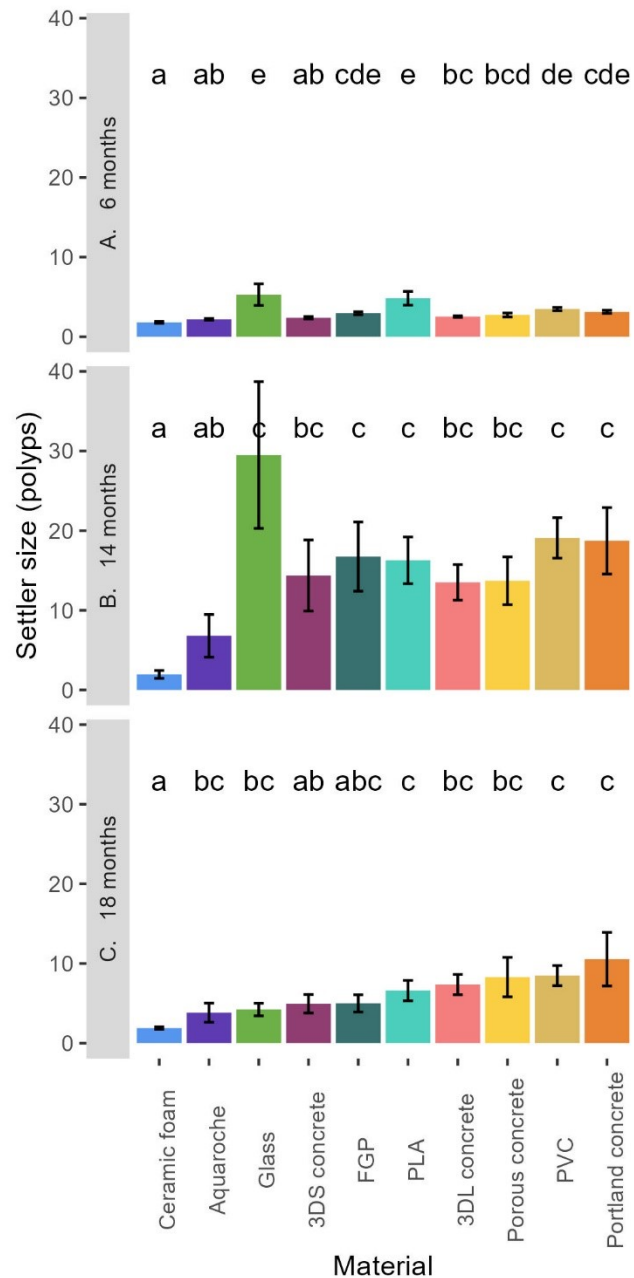 40
a ab e ab cde e bc bcd de cde
30
20
10
0
A. 6 months
40
a ab c bc c c bc bc c c
30
20
10
0
B. 14 months
Settler size (polyps)
40
a bc bc ab abc c bc bc c c
30
20
10
0
C. 18 months
Ceramic foam
Aquaroche
Glass
3DS concrete
FGP
PLA
3DL concrete
Porous concrete
PVC
Portland concrete
Material